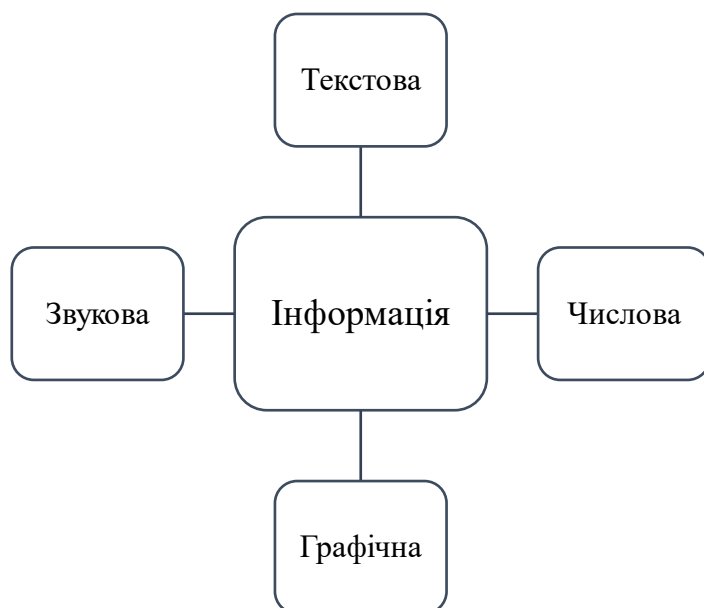 Текстова
Звукова
Інформація
Числова
Графічна